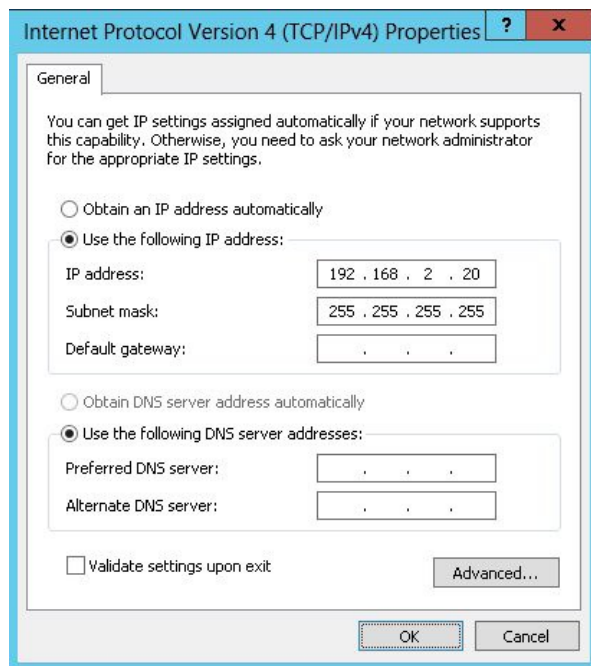 Internet Protocol Version 4 (TCP/IPv4) Properties ? x
General
You can get IP settings assigned automatically if your network supports
this capability. Otherwise, you need to ask your network administrator
for the appropriate IP settings.
Obtain an IP address automatically
Use the following IP address:
IP address: 192 . 168 . 2 . 20
Subnet mask: 255 . 255 . 255 . 255
Default gateway: . . .
Obtain DNS server address automatically
Use the following DNS server addresses:
Preferred DNS server: . . .
Alternate DNS server: . . .
Validate settings upon exit
Advanced...
OK Cancel